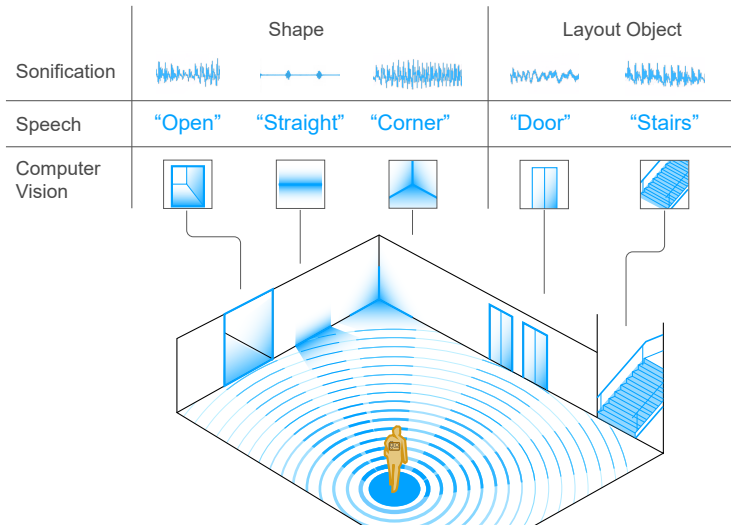 Shape
Layout Object
Sonification
Speech
“Open”
“Straight”
“Corner”
“Door”
“Stairs”
Computer
Vision